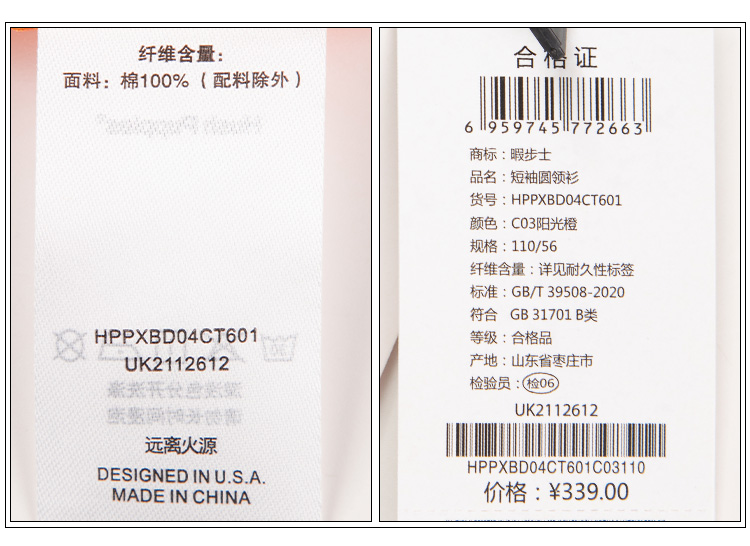 纤维含量：
面料：棉100%（配料除外）
HPPXBD04CT601
UK2112612
远离火源
DESIGNED IN U.S.A.
MADE IN CHINA
合格证
6 959745 772663
商标：暇步士
品名：短袖圆领衫
货号：HPPXBD04CT601
颜色：C03阳光橙
规格：110/56
纤维含量：详见耐久性标签
标准：GB/T 39508-2020
符合 GB 31701 B类
等级：合格品
产地：山东省枣庄市
检验员：检06
UK2112612
HPPXBD04CT601C03110
价格：¥339.00